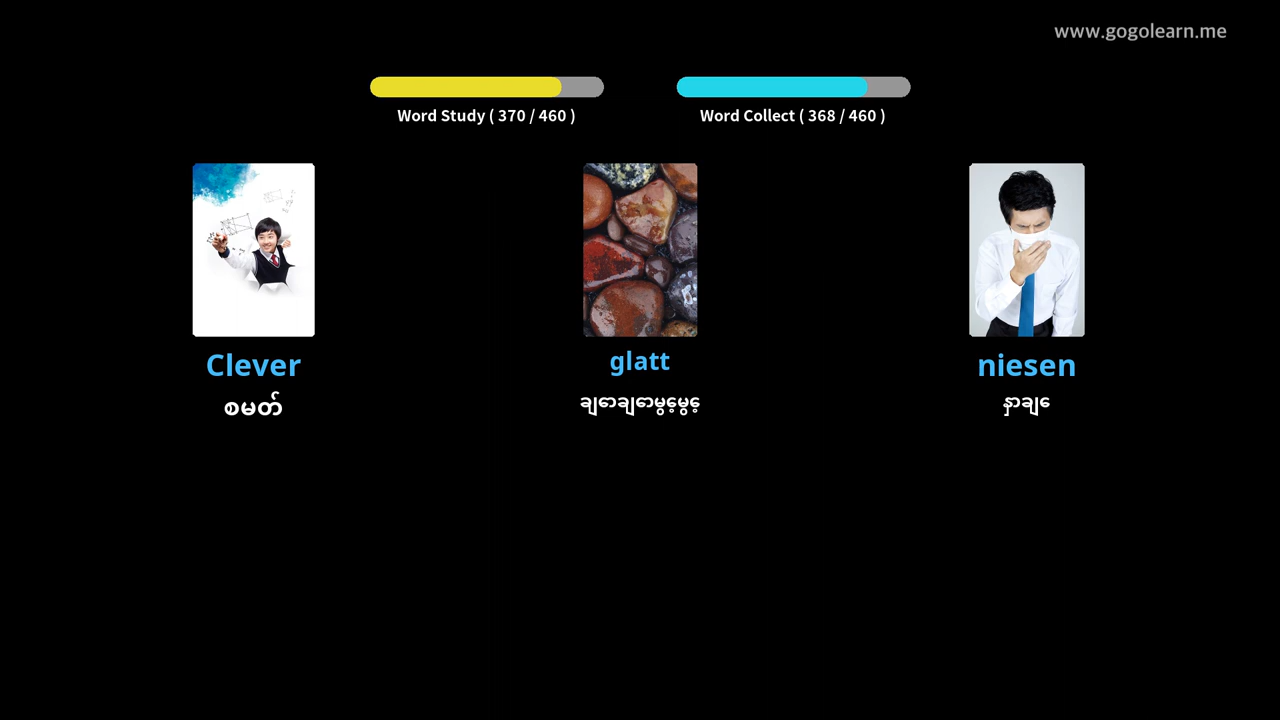 www.gogolearn.me
Word Study ( 370 / 460 )
Word Collect ( 368 / 460 )
Clever
glatt
niesen
စမတ်
ချောချောမွေ့မွေ့
နှာချေ